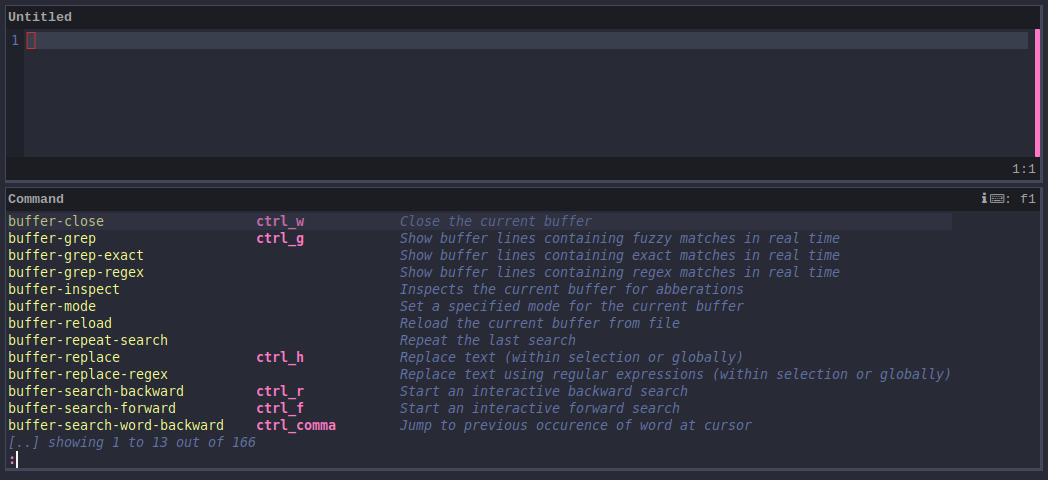 Untitled
1
1:1
Command ℹ⌨: f1
buffer-close ctrl_w Close the current buffer
buffer-grep ctrl_g Show buffer lines containing fuzzy matches in real time
buffer-grep-exact Show buffer lines containing exact matches in real time
buffer-grep-regex Show buffer lines containing regex matches in real time
buffer-inspect Inspects the current buffer for abberations
buffer-mode Set a specified mode for the current buffer
buffer-reload Reload the current buffer from file
buffer-repeat-search Repeat the last search
buffer-replace ctrl_h Replace text (within selection or globally)
buffer-replace-regex Replace text using regular expressions (within selection or globally)
buffer-search-backward ctrl_r Start an interactive backward search
buffer-search-forward ctrl_f Start an interactive forward search
buffer-search-word-backward ctrl_comma Jump to previous occurence of word at cursor
[..] showing 1 to 13 out of 166
: